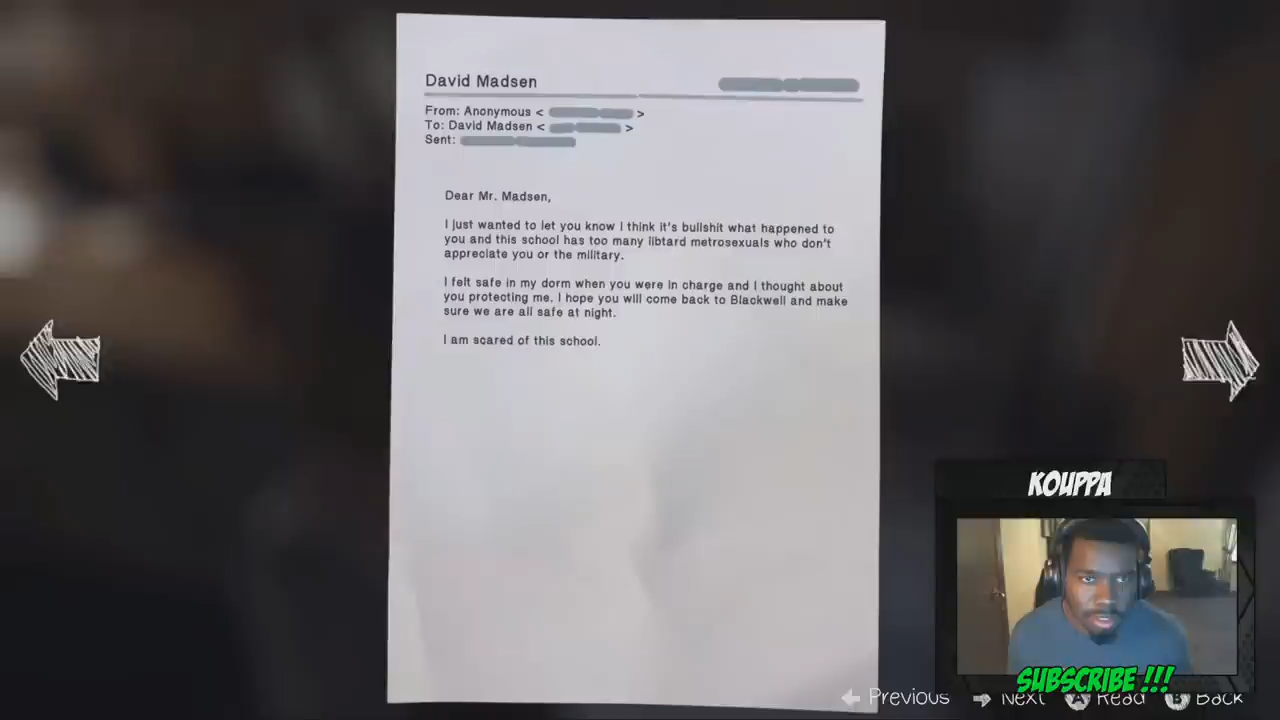 David Madsen
From: Anonymous < >
To: David Madsen < >
Sent:
Dear Mr. Madsen,
I just wanted to let you know I think it's bullshit what happened to
you and this school has too many libtard metrosexuals who don't
appreciate you or the military.
I felt safe in my dorm when you were in charge and I thought about
you protecting me. I hope you will come back to Blackwell and make
sure we are all safe at night.
I am scared of this school.
KOUPPA
SUBSCRIBE !!!
Previous Next A Read B Back